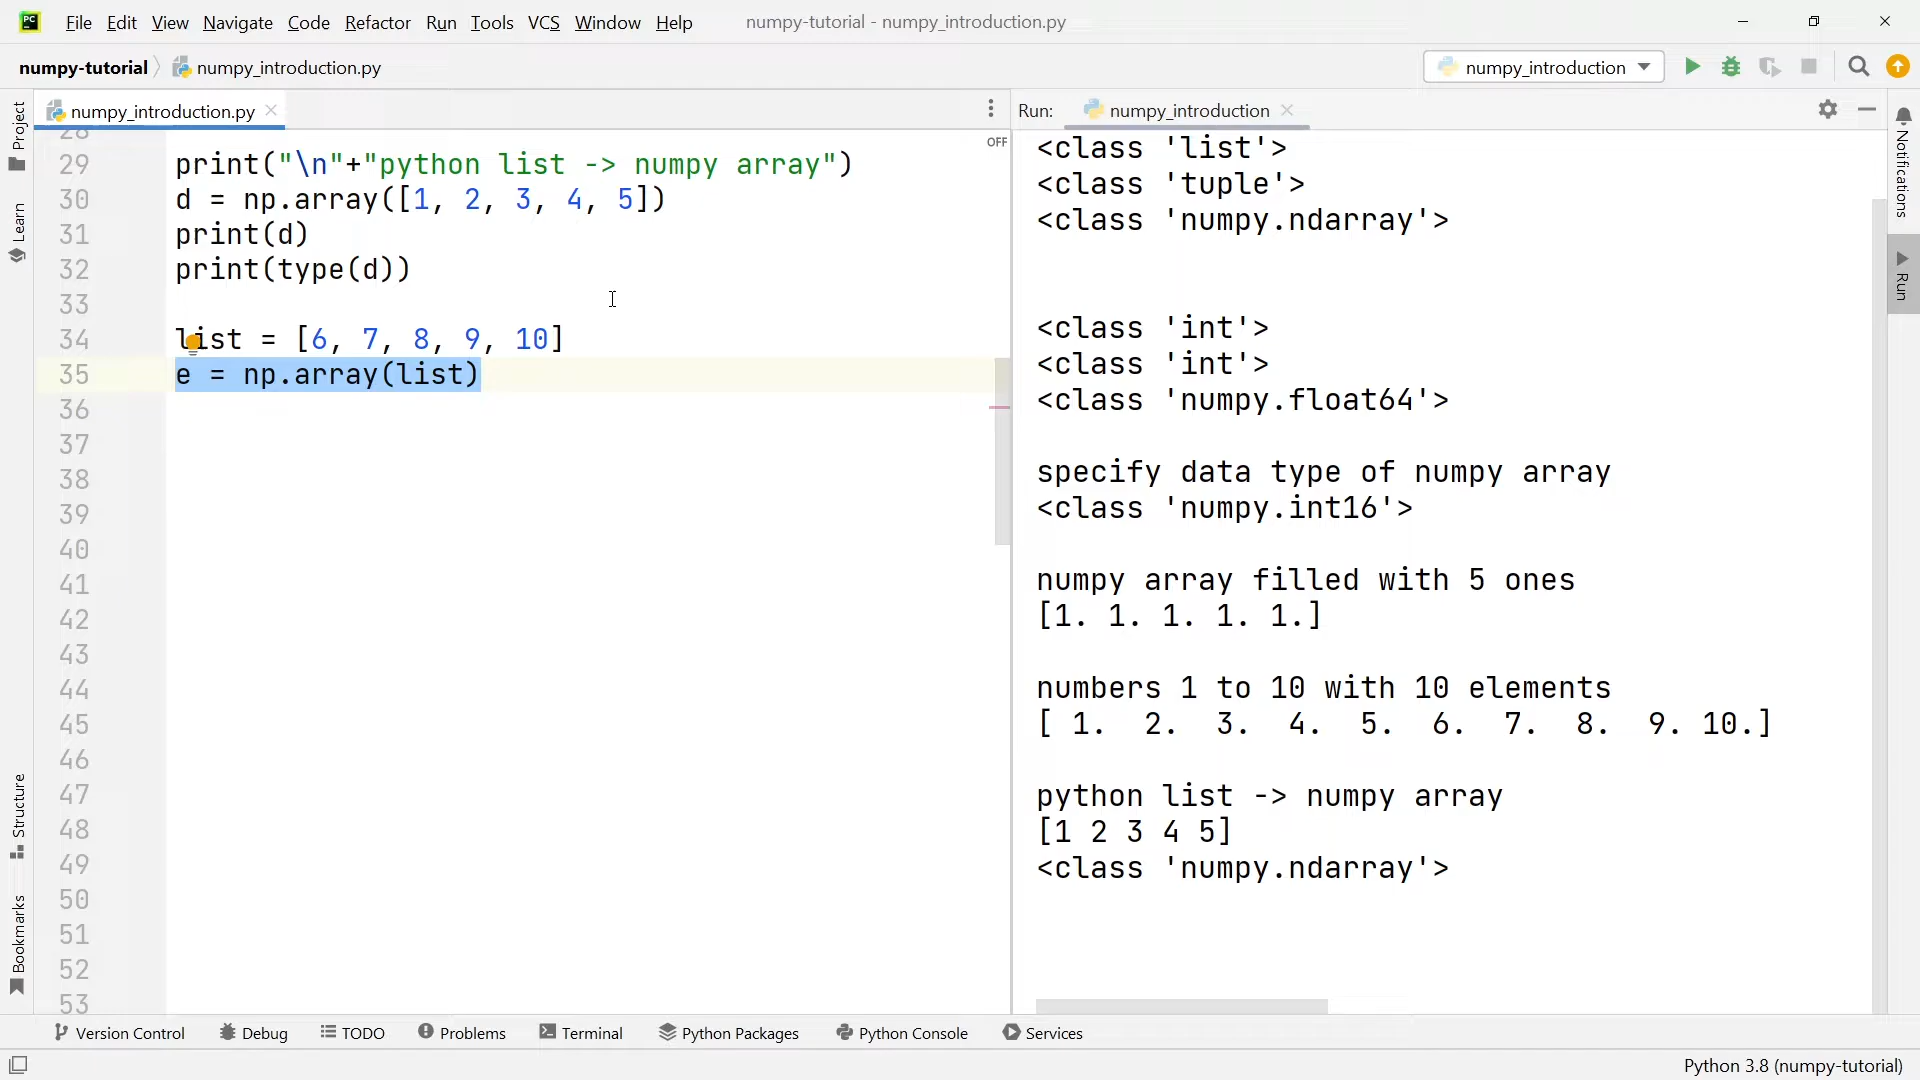 PC
File Edit View Navigate Code Refactor Run Tools VCS Window Help
numpy-tutorial - numpy_introduction.py
numpy-tutorial
numpy_introduction.py
numpy_introduction
Project
Learn
Structure
Bookmarks
numpy_introduction.py
OFF
28
29 print("\n"+"python list -> numpy array")
30 d = np.array([1, 2, 3, 4, 5])
31 print(d)
32 print(type(d))
33
34 list = [6, 7, 8, 9, 10]
35 e = np.array(list)
36
37
38
39
40
41
42
43
44
45
46
47
48
49
50
51
52
53
Run:
numpy_introduction
<class 'list'>
<class 'tuple'>
<class 'numpy.ndarray'>
<class 'int'>
<class 'int'>
<class 'numpy.float64'>
specify data type of numpy array
<class 'numpy.int16'>
numpy array filled with 5 ones
[1. 1. 1. 1. 1.]
numbers 1 to 10 with 10 elements
[ 1.  2.  3.  4.  5.  6.  7.  8.  9. 10.]
python list -> numpy array
[1 2 3 4 5]
<class 'numpy.ndarray'>
Notifications
Run
Version Control
Debug
TODO
Problems
Terminal
Python Packages
Python Console
Services
Python 3.8 (numpy-tutorial)